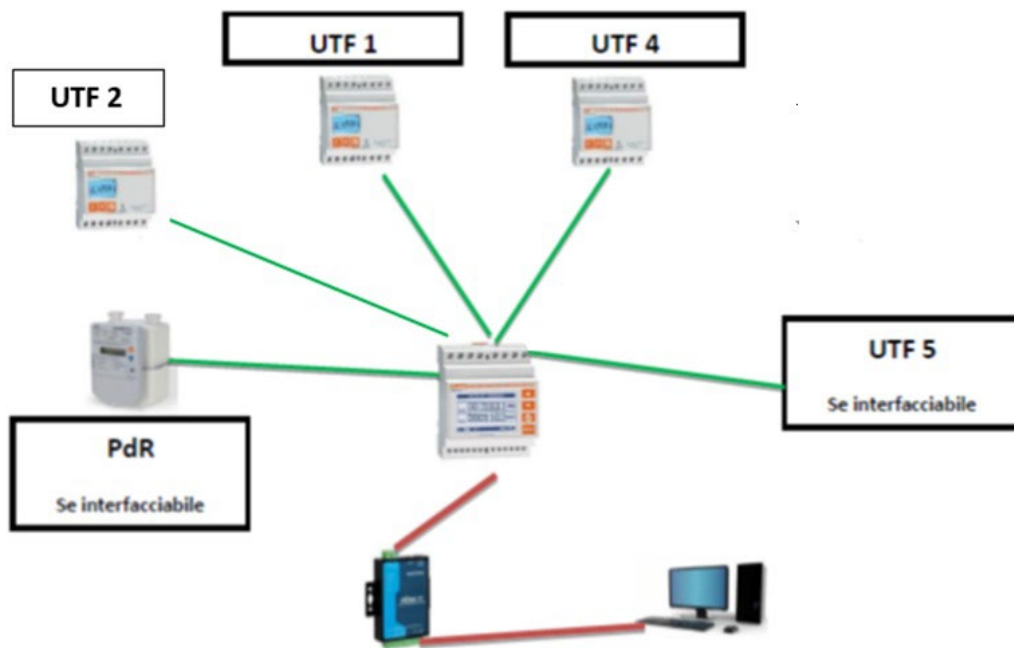 UTF 1
UTF 4
UTF 2
UTF 5
Se interfacciabile
PdR
Se interfacciabile